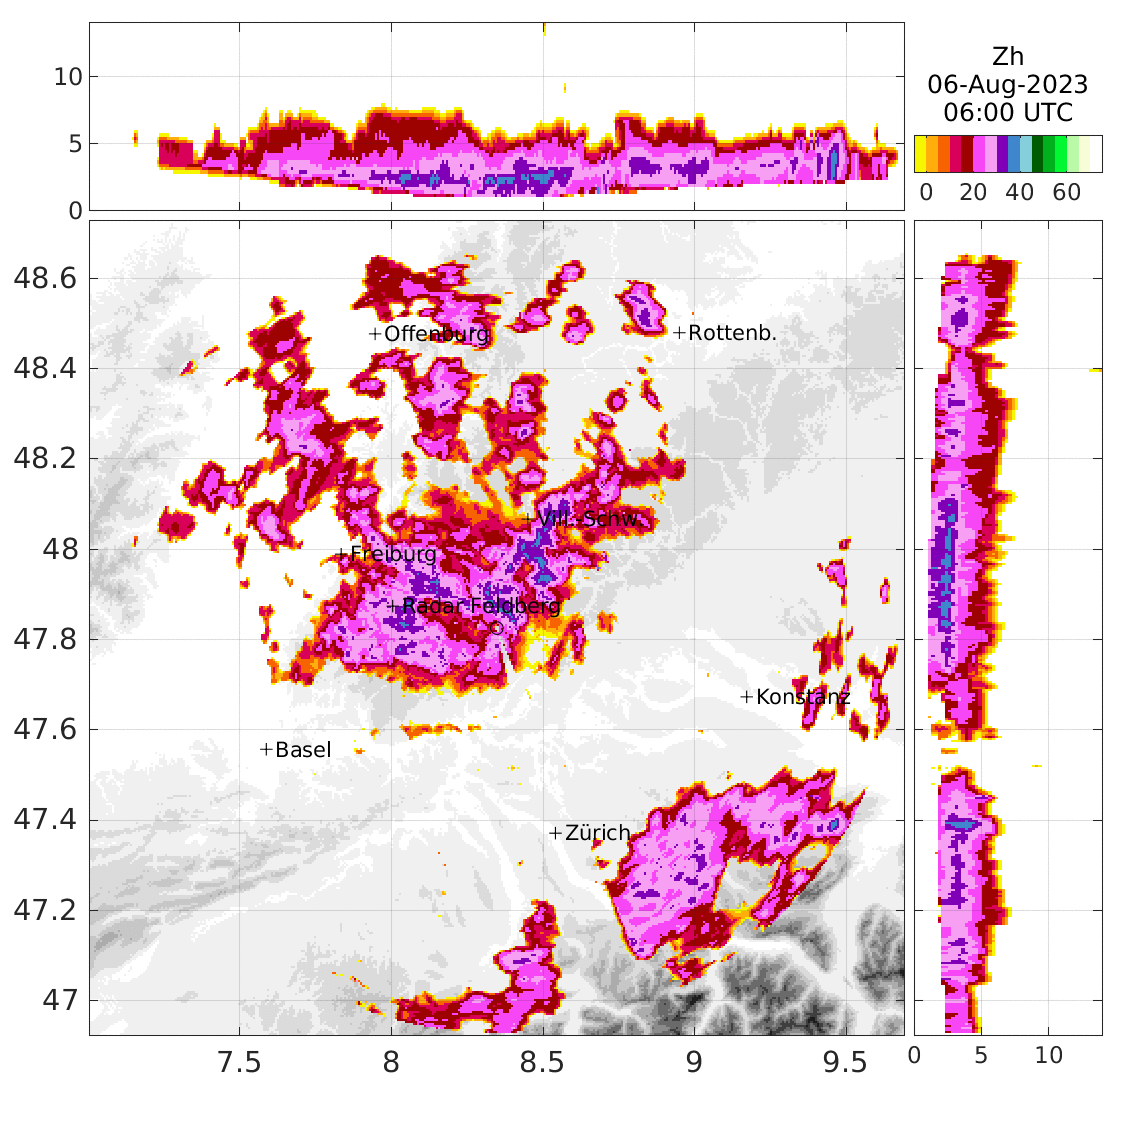 10
5
0
Zh
06-Aug-2023
06:00 UTC
0 20 40 60
48.6
48.4
48.2
48
47.8
47.6
47.4
47.2
47
+Offenburg
+Rottenb.
+Vill.-Schw.
+Freiburg
+Radar Feldberg
+Konstanz
+Basel
+Zürich
7.5 8 8.5 9 9.5
0 5 10